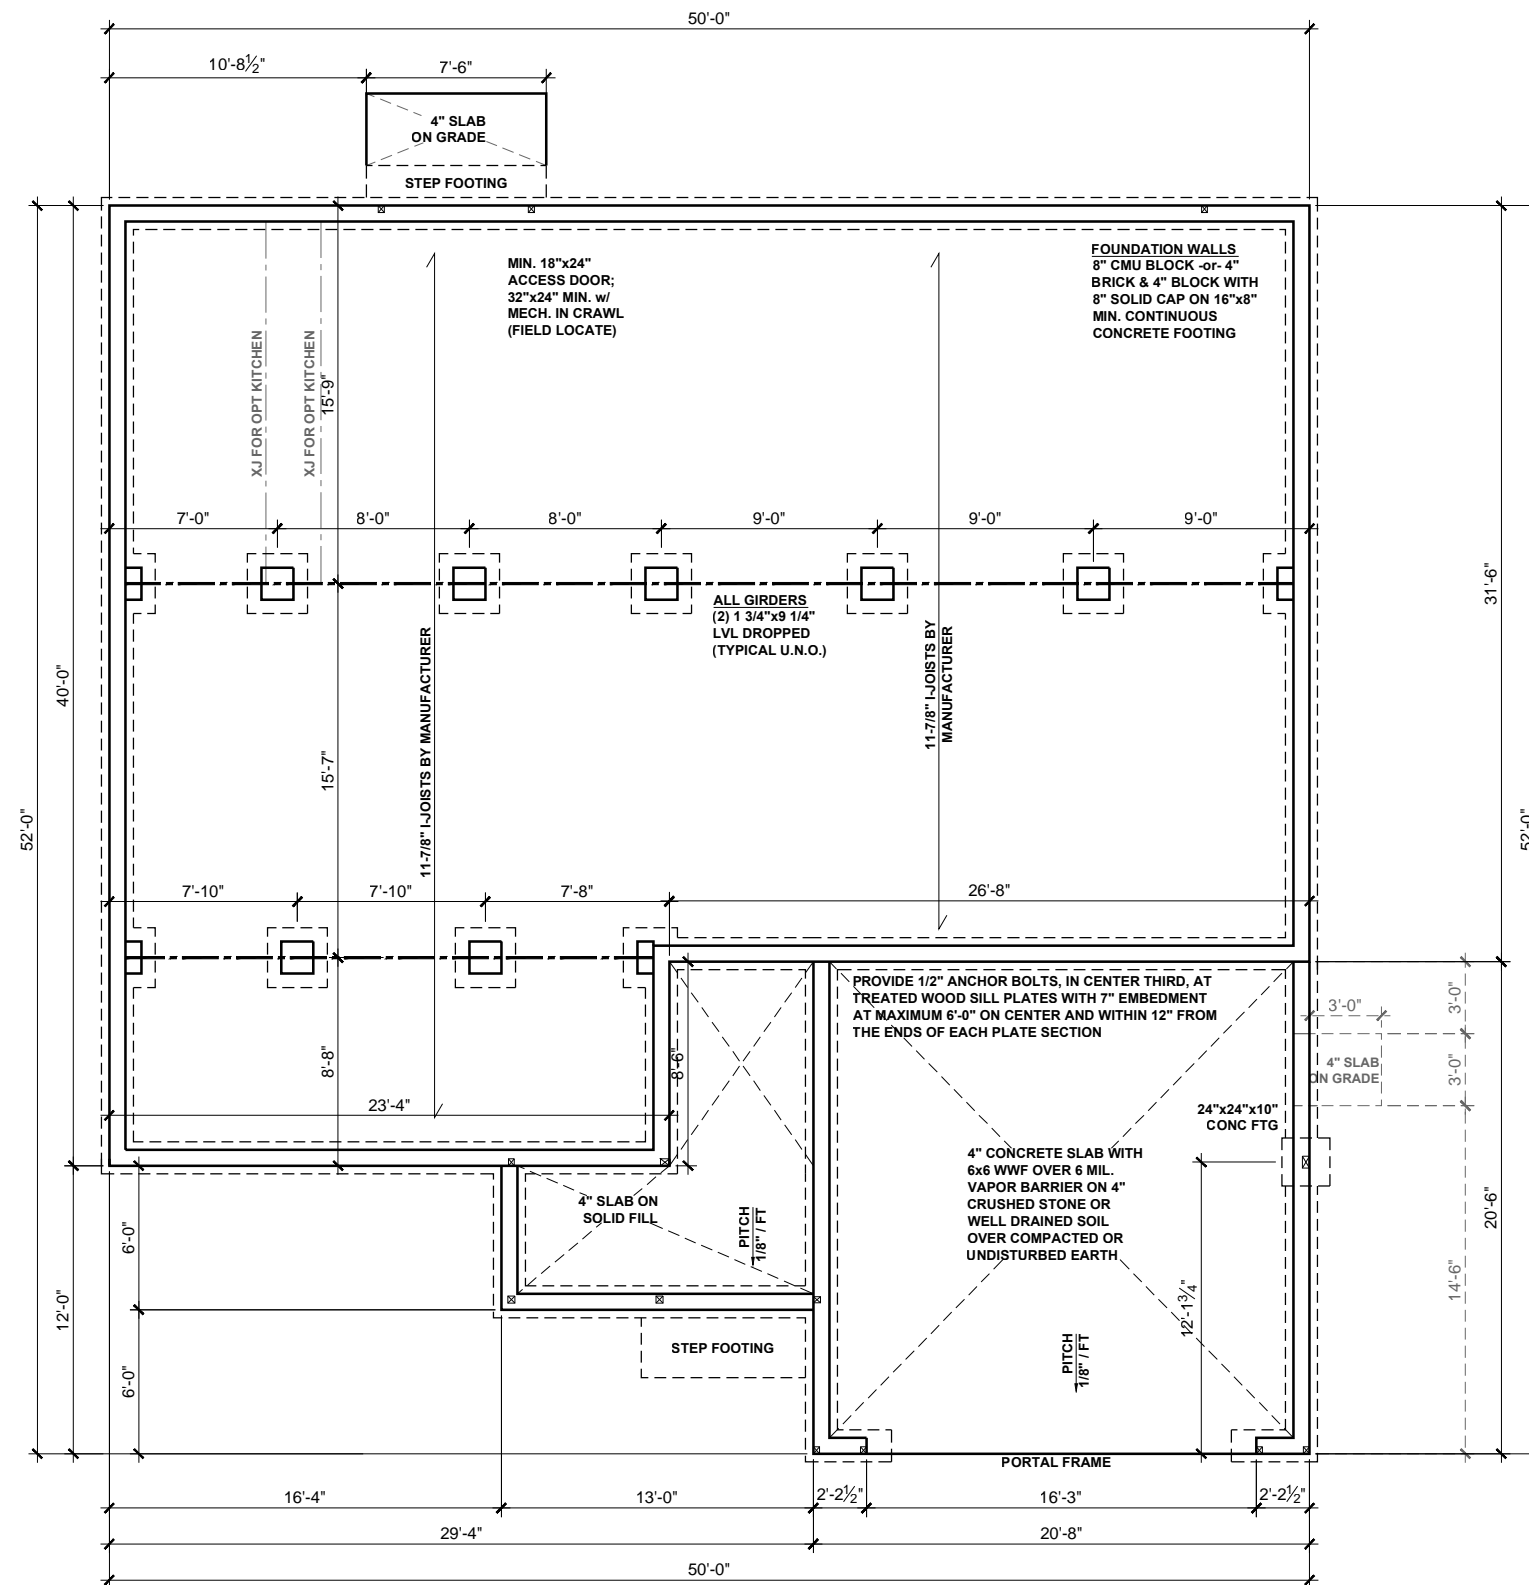 50'-0"
10'-8½"
7'-6"
4" SLAB
ON GRADE
STEP FOOTING
MIN. 18"x24"
ACCESS DOOR;
32"x24" MIN. w/
MECH. IN CRAWL
(FIELD LOCATE)
FOUNDATION WALLS
8" CMU BLOCK -or- 4"
BRICK & 4" BLOCK WITH
8" SOLID CAP ON 16"x8"
MIN. CONTINUOUS
CONCRETE FOOTING
XJ FOR OPT KITCHEN
XJ FOR OPT KITCHEN
15'-9"
7'-0"
8'-0"
8'-0"
9'-0"
9'-0"
9'-0"
31'-6"
ALL GIRDERS
(2) 1 3/4"x9 1/4"
LVL DROPPED
(TYPICAL U.N.O.)
11-7/8" I-JOISTS BY MANUFACTURER
11-7/8" I-JOISTS BY
MANUFACTURER
40'-0"
15'-7"
52'-0"
52'-0"
7'-10"
7'-10"
7'-8"
26'-8"
PROVIDE 1/2" ANCHOR BOLTS, IN CENTER THIRD, AT
TREATED WOOD SILL PLATES WITH 7" EMBEDMENT
AT MAXIMUM 6'-0" ON CENTER AND WITHIN 12" FROM
THE ENDS OF EACH PLATE SECTION
3'-0"
3'-0"
8'-8"
8'-6"
4" SLAB
ON GRADE
3'-0"
23'-4"
24"x24"x10"
CONC FTG
4" CONCRETE SLAB WITH
6x6 WWF OVER 6 MIL.
VAPOR BARRIER ON 4"
CRUSHED STONE OR
WELL DRAINED SOIL
OVER COMPACTED OR
UNDISTURBED EARTH
4" SLAB ON
SOLID FILL
PITCH
1/8" / FT
6'-0"
20'-6"
14'-6"
12'-1¾"
12'-0"
STEP FOOTING
PITCH
1/8" / FT
6'-0"
PORTAL FRAME
16'-4"
13'-0"
2'-2½"
16'-3"
2'-2½"
29'-4"
20'-8"
50'-0"